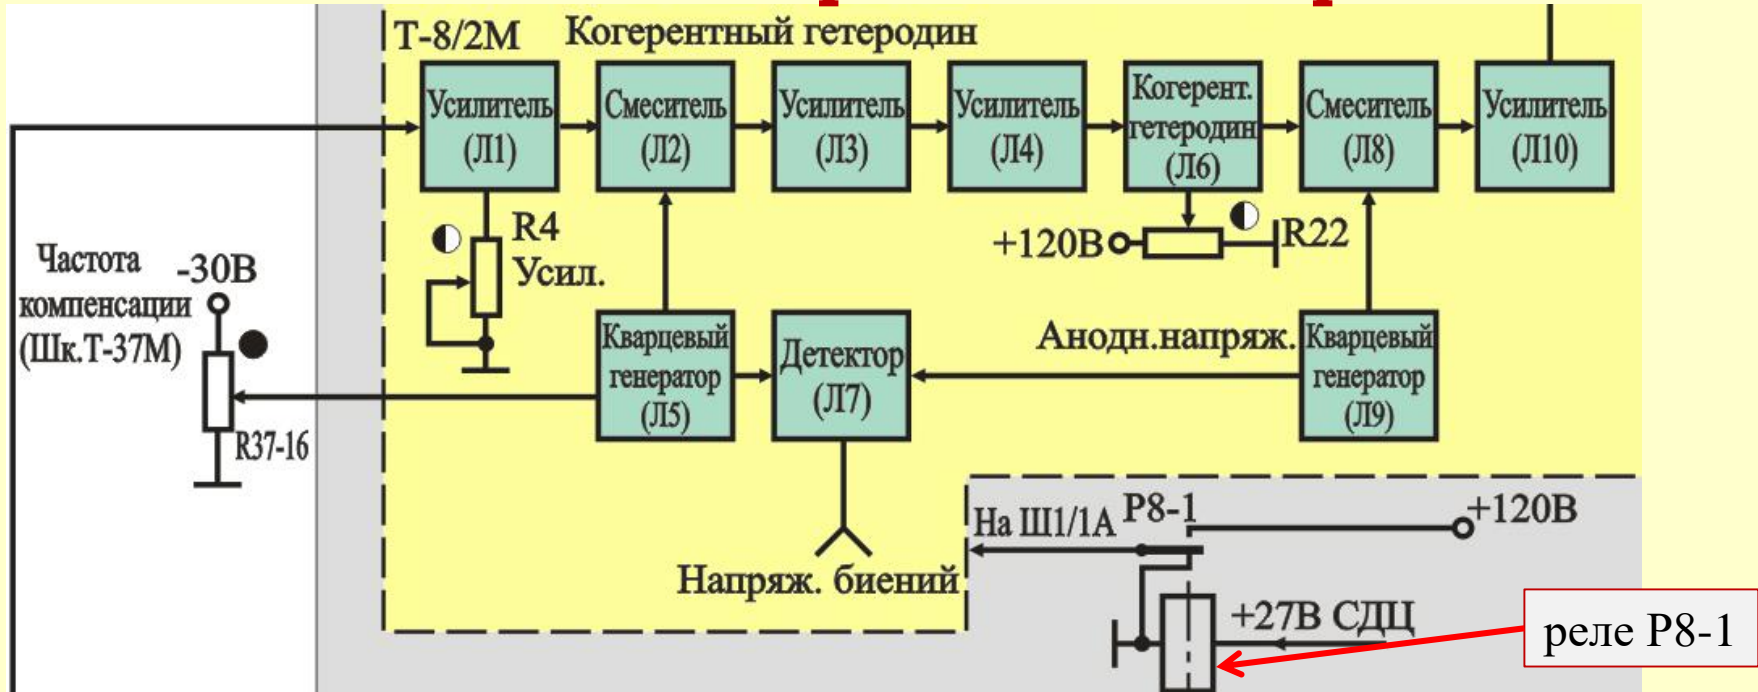 Т-8/2М
Когерентный гетеродин
Усилитель
(Л1)
Смеситель
(Л2)
Усилитель
(Л3)
Усилитель
(Л4)
Когерент.
гетеродин
(Л6)
Смеситель
(Л8)
Усилитель
(Л10)
R4
Усил.
+120В
R22
Частота
компенсации
(Шк.Т-37М)
-30В
R37-16
Кварцевый
генератор
(Л5)
Детектор
(Л7)
Анодн.напряж.
Кварцевый
генератор
(Л9)
Напряж. биений
На Ш1/1А
Р8-1
+120В
+27В СДЦ
реле Р8-1